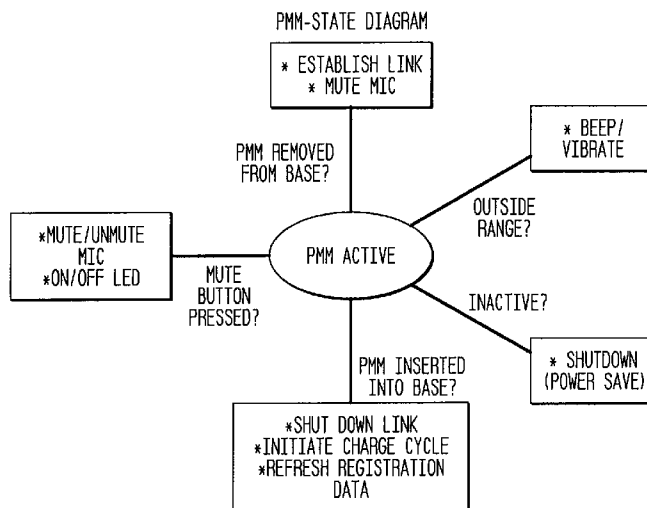 PMM-STATE DIAGRAM
* ESTABLISH LINK
* MUTE MIC
PMM REMOVED
FROM BASE?
* BEEP/
VIBRATE
OUTSIDE
RANGE?
*MUTE/UNMUTE
MIC
*ON/OFF LED
MUTE
BUTTON
PRESSED?
PMM ACTIVE
INACTIVE?
* SHUTDOWN
(POWER SAVE)
PMM INSERTED
INTO BASE?
*SHUT DOWN LINK
*INITIATE CHARGE CYCLE
*REFRESH REGISTRATION
DATA